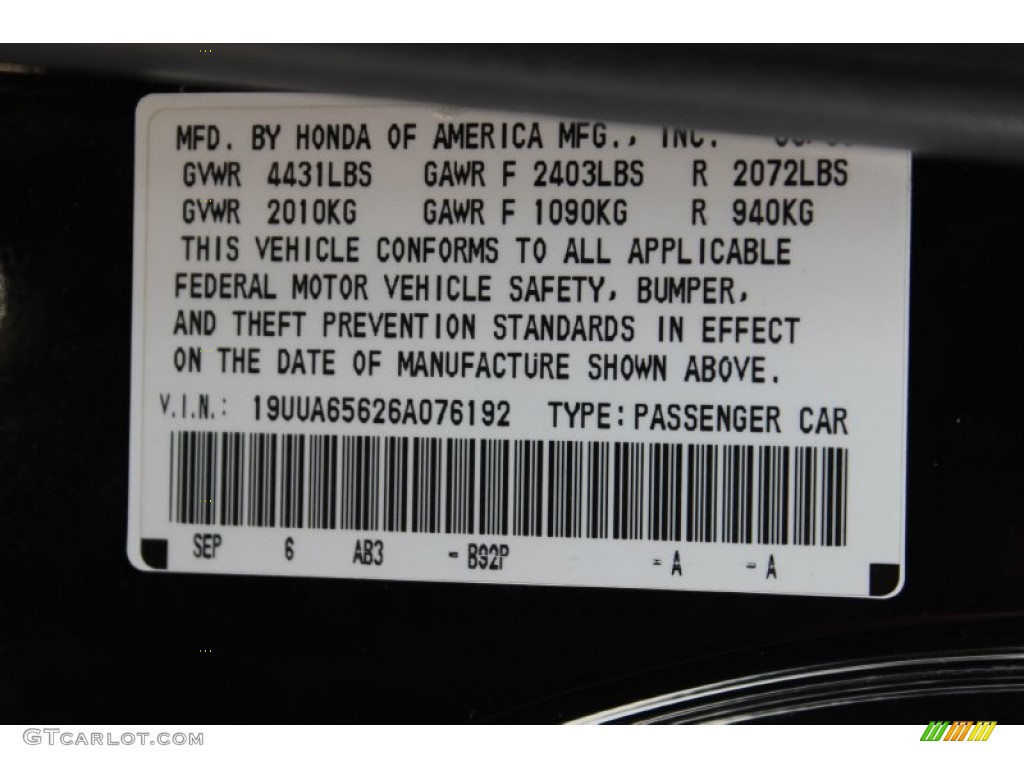 MFD. BY HONDA OF AMERICA MFG., INC.
GVWR 4431LBS GAWR F 2403LBS R 2072LBS
GVWR 2010KG GAWR F 1090KG R 940KG
THIS VEHICLE CONFORMS TO ALL APPLICABLE
FEDERAL MOTOR VEHICLE SAFETY, BUMPER,
AND THEFT PREVENTION STANDARDS IN EFFECT
ON THE DATE OF MANUFACTURE SHOWN ABOVE.
V.I.N.: 19UUA65626A076192 TYPE: PASSENGER CAR
SEP 6 AB3 - B92P - A - A
GTCARLOT.COM